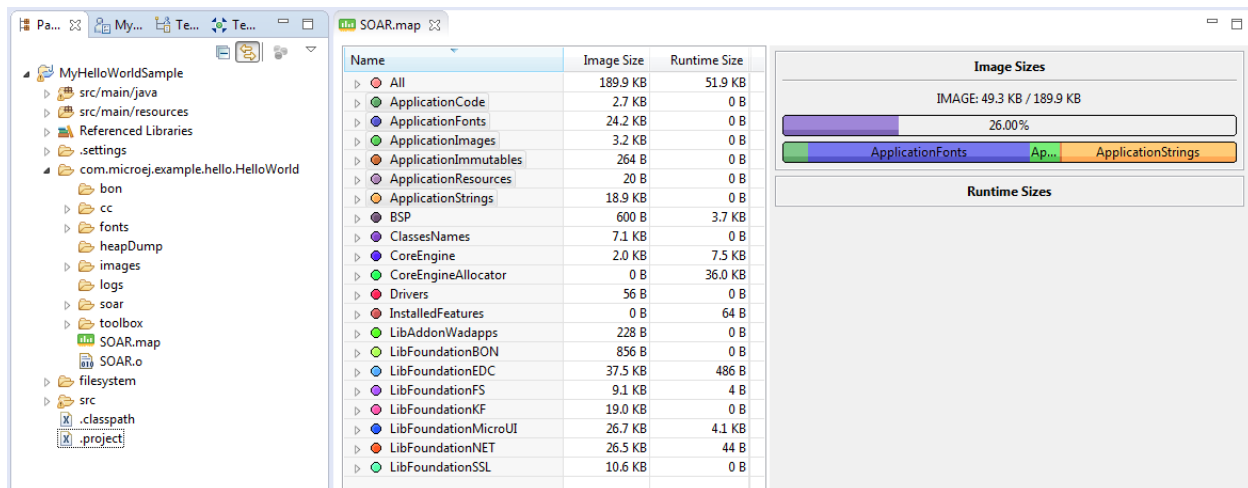 Pa... My... Te... Te...
MyHelloWorldSample
src/main/java
src/main/resources
Referenced Libraries
.settings
com.microej.example.hello.HelloWorld
bon
cc
fonts
heapDump
images
logs
soar
toolbox
SOAR.map
SOAR.o
filesystem
src
.classpath
.project
SOAR.map
Name Image Size Runtime Size
All 189.9 KB 51.9 KB
ApplicationCode 2.7 KB 0 B
ApplicationFonts 24.2 KB 0 B
ApplicationImages 3.2 KB 0 B
ApplicationImmutables 264 B 0 B
ApplicationResources 20 B 0 B
ApplicationStrings 18.9 KB 0 B
BSP 600 B 3.7 KB
ClassesNames 7.1 KB 0 B
CoreEngine 2.0 KB 7.5 KB
CoreEngineAllocator 0 B 36.0 KB
Drivers 56 B 0 B
InstalledFeatures 0 B 64 B
LibAddonWadapps 228 B 0 B
LibFoundationBON 856 B 0 B
LibFoundationEDC 37.5 KB 486 B
LibFoundationFS 9.1 KB 4 B
LibFoundationKF 19.0 KB 0 B
LibFoundationMicroUI 26.7 KB 4.1 KB
LibFoundationNET 26.5 KB 44 B
LibFoundationSSL 10.6 KB 0 B
Image Sizes
IMAGE: 49.3 KB / 189.9 KB
26.00%
ApplicationFonts Ap... ApplicationStrings
Runtime Sizes